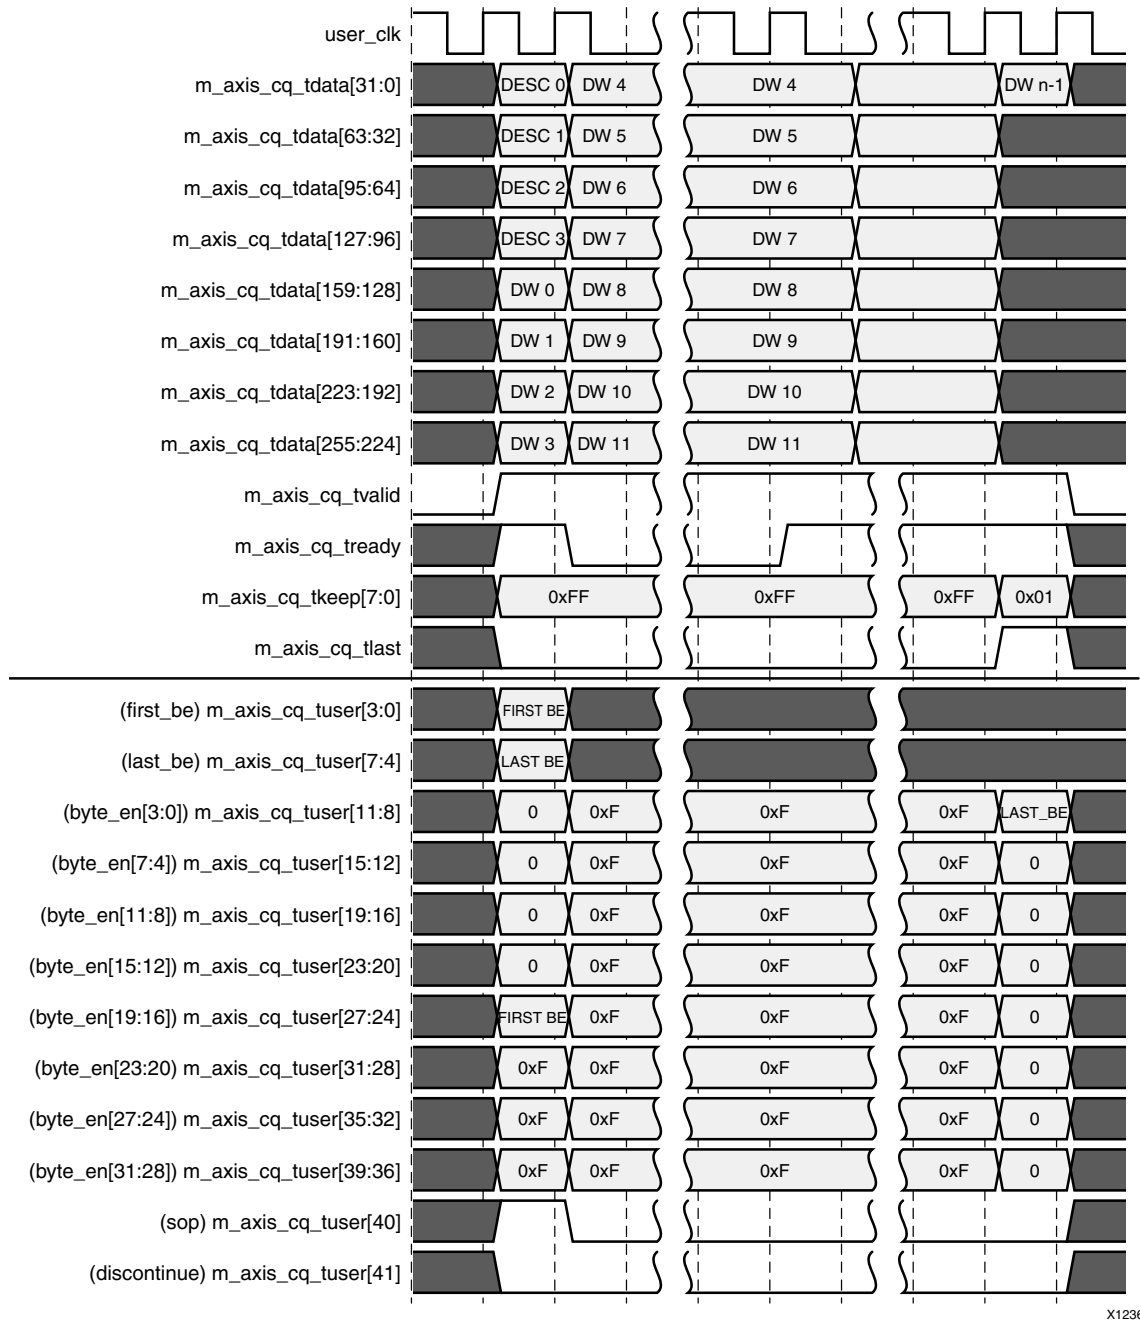 user_clk
m_axis_cq_tdata[31:0] DESC 0 DW 4 DW 4 DW n-1
m_axis_cq_tdata[63:32] DESC 1 DW 5 DW 5
m_axis_cq_tdata[95:64] DESC 2 DW 6 DW 6
m_axis_cq_tdata[127:96] DESC 3 DW 7 DW 7
m_axis_cq_tdata[159:128] DW 0 DW 8 DW 8
m_axis_cq_tdata[191:160] DW 1 DW 9 DW 9
m_axis_cq_tdata[223:192] DW 2 DW 10 DW 10
m_axis_cq_tdata[255:224] DW 3 DW 11 DW 11
m_axis_cq_tvalid
m_axis_cq_tready
m_axis_cq_tkeep[7:0] 0xFF 0xFF 0xFF 0x01
m_axis_cq_tlast
(first_be) m_axis_cq_tuser[3:0] FIRST BE
(last_be) m_axis_cq_tuser[7:4] LAST BE
(byte_en[3:0]) m_axis_cq_tuser[11:8] 0 0xF 0xF 0xF LAST_BE
(byte_en[7:4]) m_axis_cq_tuser[15:12] 0 0xF 0xF 0xF 0
(byte_en[11:8]) m_axis_cq_tuser[19:16] 0 0xF 0xF 0xF 0
(byte_en[15:12]) m_axis_cq_tuser[23:20] 0 0xF 0xF 0xF 0
(byte_en[19:16]) m_axis_cq_tuser[27:24] FIRST BE 0xF 0xF 0xF 0
(byte_en[23:20) m_axis_cq_tuser[31:28] 0xF 0xF 0xF 0xF 0
(byte_en[27:24]) m_axis_cq_tuser[35:32] 0xF 0xF 0xF 0xF 0
(byte_en[31:28]) m_axis_cq_tuser[39:36] 0xF 0xF 0xF 0xF 0
(sop) m_axis_cq_tuser[40]
(discontinue) m_axis_cq_tuser[41]
X1236